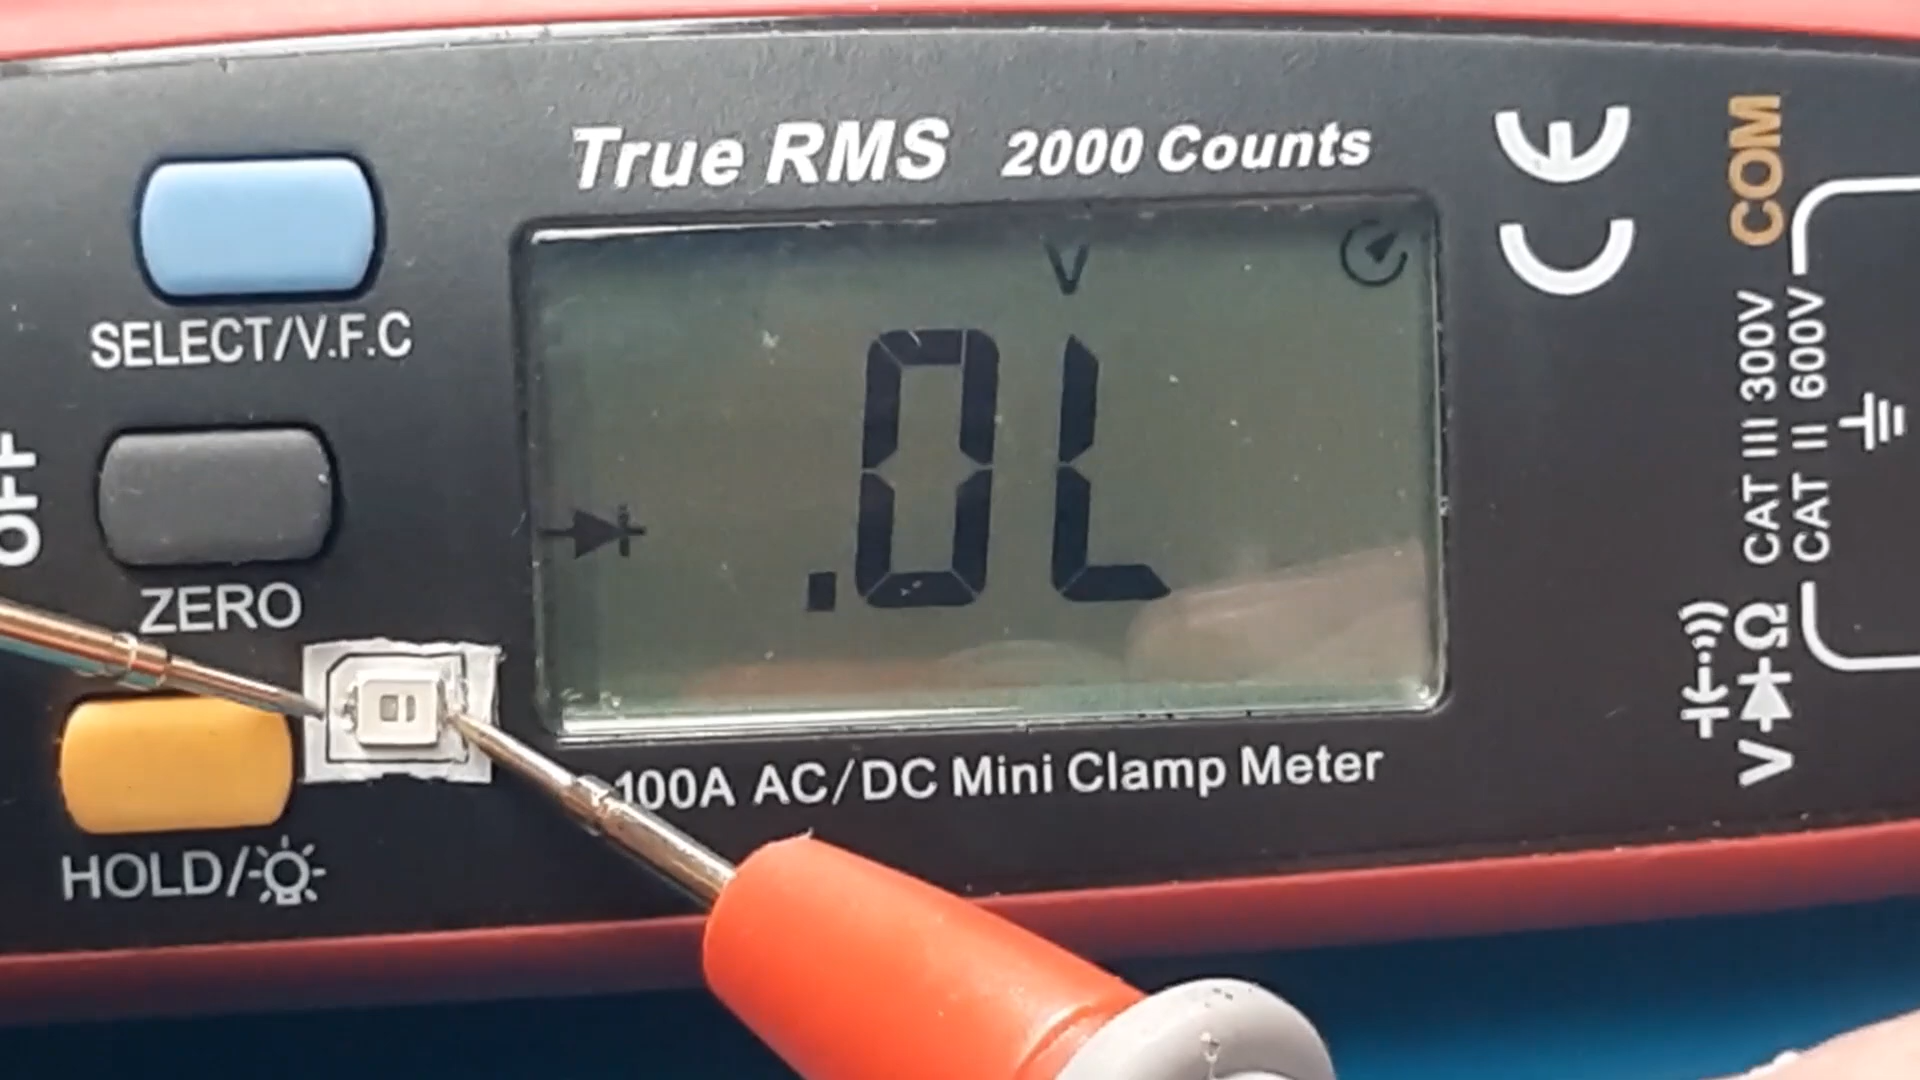 True RMS 2000 Counts
SELECT/V.F.C
V
.0L
OFF
ZERO
HOLD/
100A AC/DC Mini Clamp Meter
CE
COM
CAT III 300V
CAT II 600V
VΩ